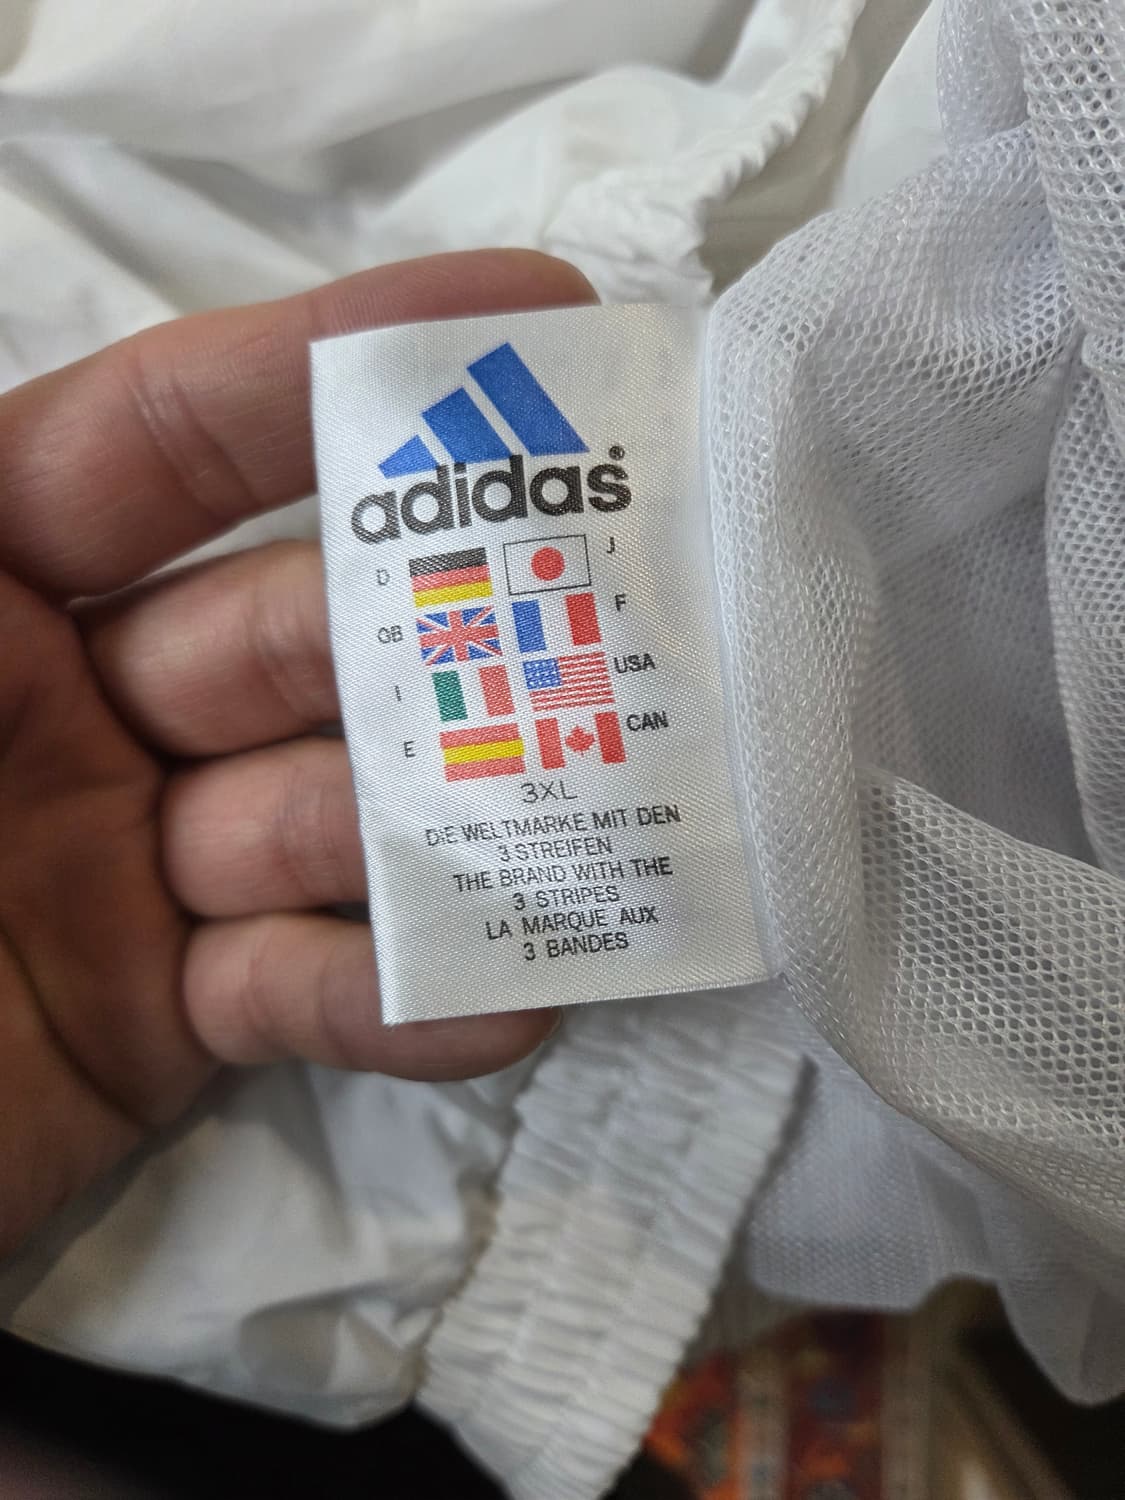 adidas®
D J
GB F
I USA
E CAN
3XL
DIE WELTMARKE MIT DEN
3 STREIFEN
THE BRAND WITH THE
3 STRIPES
LA MARQUE AUX
3 BANDES